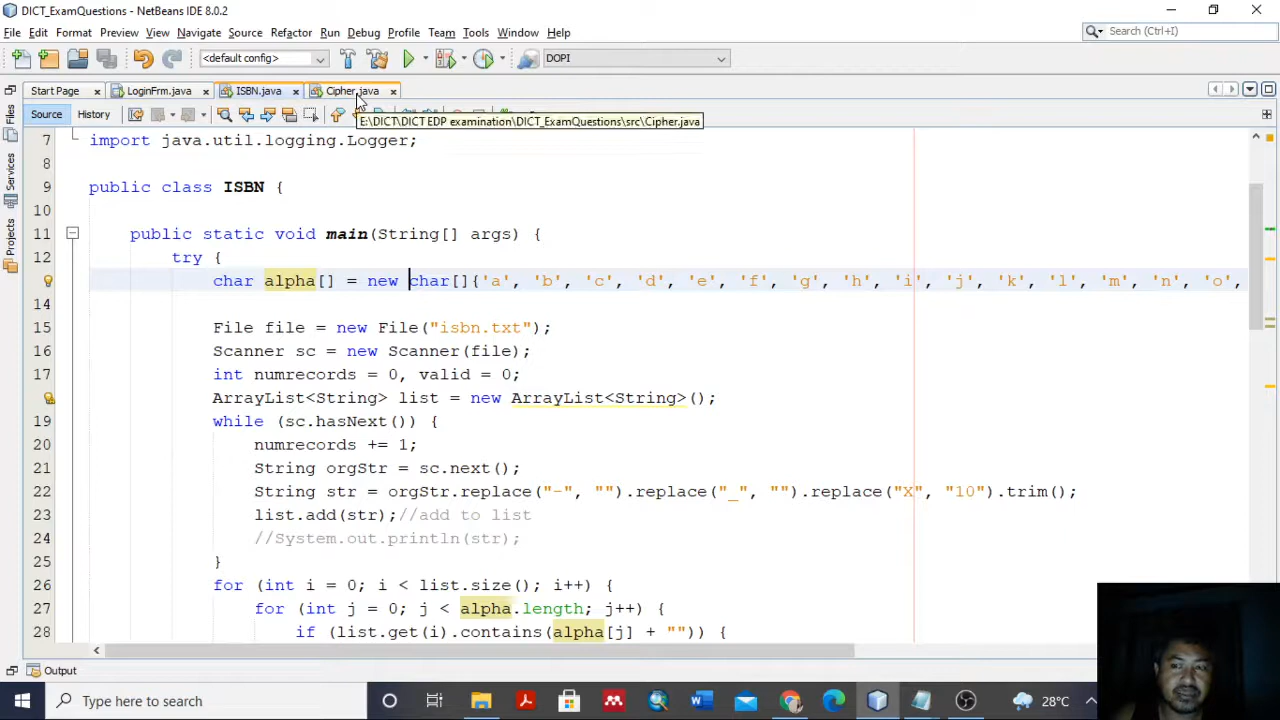 DICT_ExamQuestions - NetBeans IDE 8.0.2
File Edit Format Preview View Navigate Source Refactor Run Debug Profile Team Tools Window Help
Search (Ctrl+I)
<default config>
DOPI
Start Page
LoginFrm.java
ISBN.java
Cipher.java
Source
History
E:\DICT\DICT EDP examination\DICT_ExamQuestions\src\Cipher.java
Files
Services
Projects
7 import java.util.logging.Logger;
8
9 public class ISBN {
10
11 public static void main(String[] args) {
12 try {
char alpha[] = new char[]{'a', 'b', 'c', 'd', 'e', 'f', 'g', 'h', 'i', 'j', 'k', 'l', 'm', 'n', 'o',
14
15 File file = new File("isbn.txt");
16 Scanner sc = new Scanner(file);
17 int numrecords = 0, valid = 0;
ArrayList<String> list = new ArrayList<String>();
19 while (sc.hasNext()) {
20 numrecords += 1;
21 String orgStr = sc.next();
22 String str = orgStr.replace("-", "").replace("_", "").replace("X", "10").trim();
23 list.add(str);//add to list
24 //System.out.println(str);
25 }
26 for (int i = 0; i < list.size(); i++) {
27 for (int j = 0; j < alpha.length; j++) {
28 if (list.get(i).contains(alpha[j] + "")) {
Output
Type here to search
28°C